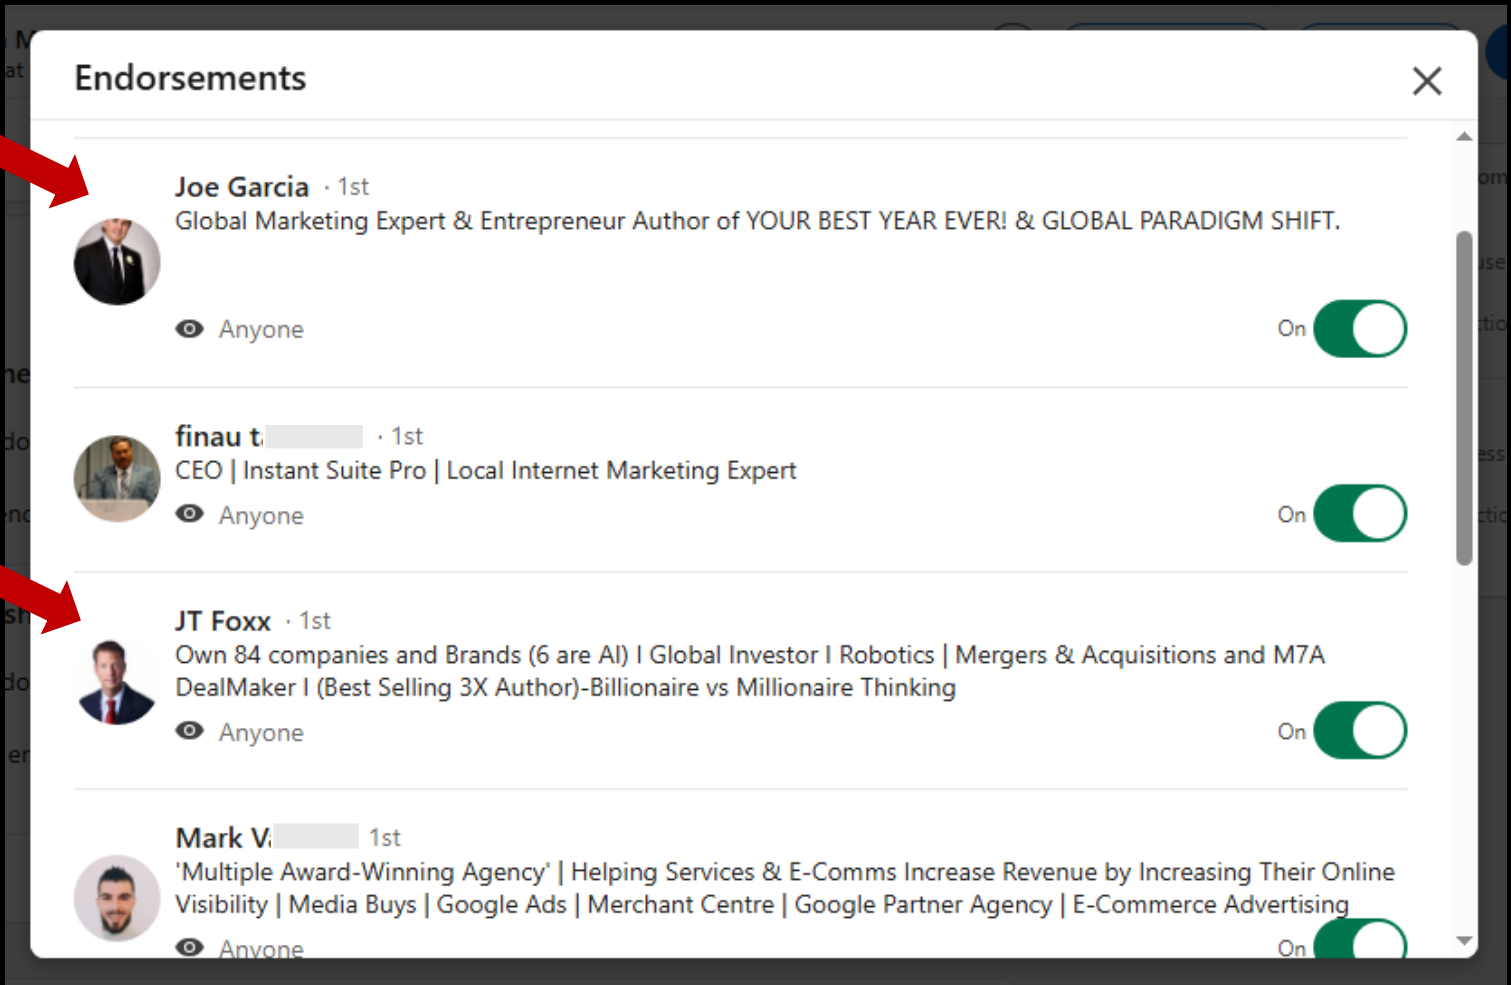 Endorsements
Joe Garcia · 1st
Global Marketing Expert & Entrepreneur Author of YOUR BEST YEAR EVER! & GLOBAL PARADIGM SHIFT.
Anyone
On
finau t · 1st
CEO | Instant Suite Pro | Local Internet Marketing Expert
Anyone
On
JT Foxx · 1st
Own 84 companies and Brands (6 are AI) I Global Investor I Robotics | Mergers & Acquisitions and M7A
DealMaker I (Best Selling 3X Author)-Billionaire vs Millionaire Thinking
Anyone
On
Mark V 1st
'Multiple Award-Winning Agency' | Helping Services & E-Comms Increase Revenue by Increasing Their Online
Visibility | Media Buys | Google Ads | Merchant Centre | Google Partner Agency | E-Commerce Advertising
Anyone
On